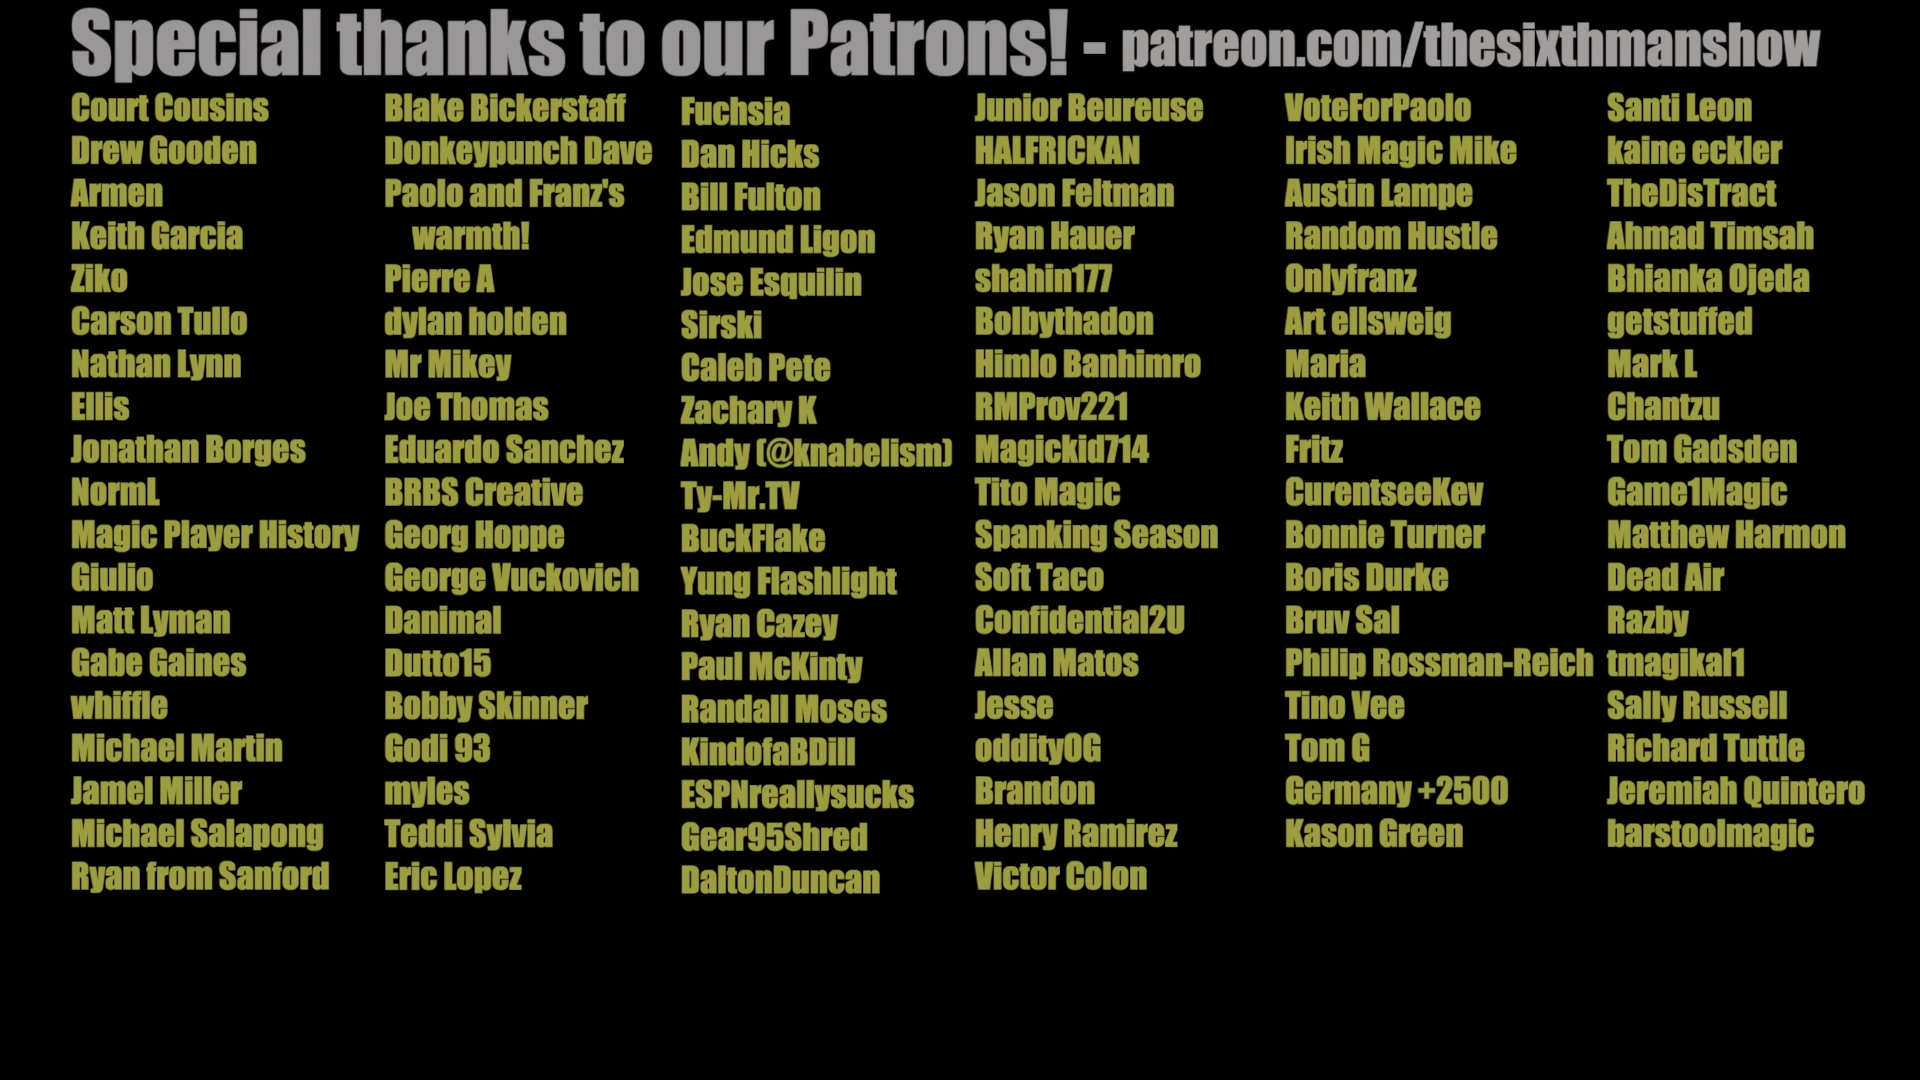 Special thanks to our Patrons! - patreon.com/thesixthmanshow
Court Cousins
Drew Gooden
Armen
Keith Garcia
Ziko
Carson Tullo
Nathan Lynn
Ellis
Jonathan Borges
NormL
Magic Player History
Giulio
Matt Lyman
Gabe Gaines
whiffle
Michael Martin
Jamel Miller
Michael Salapong
Ryan from Sanford
Blake Bickerstaff
Donkeypunch Dave
Paolo and Franz's
warmth!
Pierre A
dylan holden
Mr Mikey
Joe Thomas
Eduardo Sanchez
BRBS Creative
Georg Hoppe
George Vuckovich
Danimal
Dutto15
Bobby Skinner
Godi 93
myles
Teddi Sylvia
Eric Lopez
Fuchsia
Dan Hicks
Bill Fulton
Edmund Ligon
Jose Esquilin
Sirski
Caleb Pete
Zachary K
Andy (@knabelism)
Ty-Mr.TV
BuckFlake
Yung Flashlight
Ryan Cazey
Paul McKinty
Randall Moses
KindofaBDill
ESPNreallysucks
Gear95Shred
DaltonDuncan
Junior Beureuse
HALFRICKAN
Jason Feltman
Ryan Hauer
shahin177
Bolbythadon
Himlo Banhimro
RMProv221
Magickid714
Tito Magic
Spanking Season
Soft Taco
Confidential2U
Allan Matos
Jesse
oddityOG
Brandon
Henry Ramirez
Victor Colon
VoteForPaolo
Irish Magic Mike
Austin Lampe
Random Hustle
Onlyfranz
Art ellsweig
Maria
Keith Wallace
Fritz
CurentseeKev
Bonnie Turner
Boris Durke
Bruv Sal
Philip Rossman-Reich
Tino Vee
Tom G
Germany +2500
Kason Green
Santi Leon
kaine eckler
TheDisTract
Ahmad Timsah
Bhianka Ojeda
getstuffed
Mark L
Chantzu
Tom Gadsden
Game1Magic
Matthew Harmon
Dead Air
Razby
tmagikal1
Sally Russell
Richard Tuttle
Jeremiah Quintero
barstoolmagic